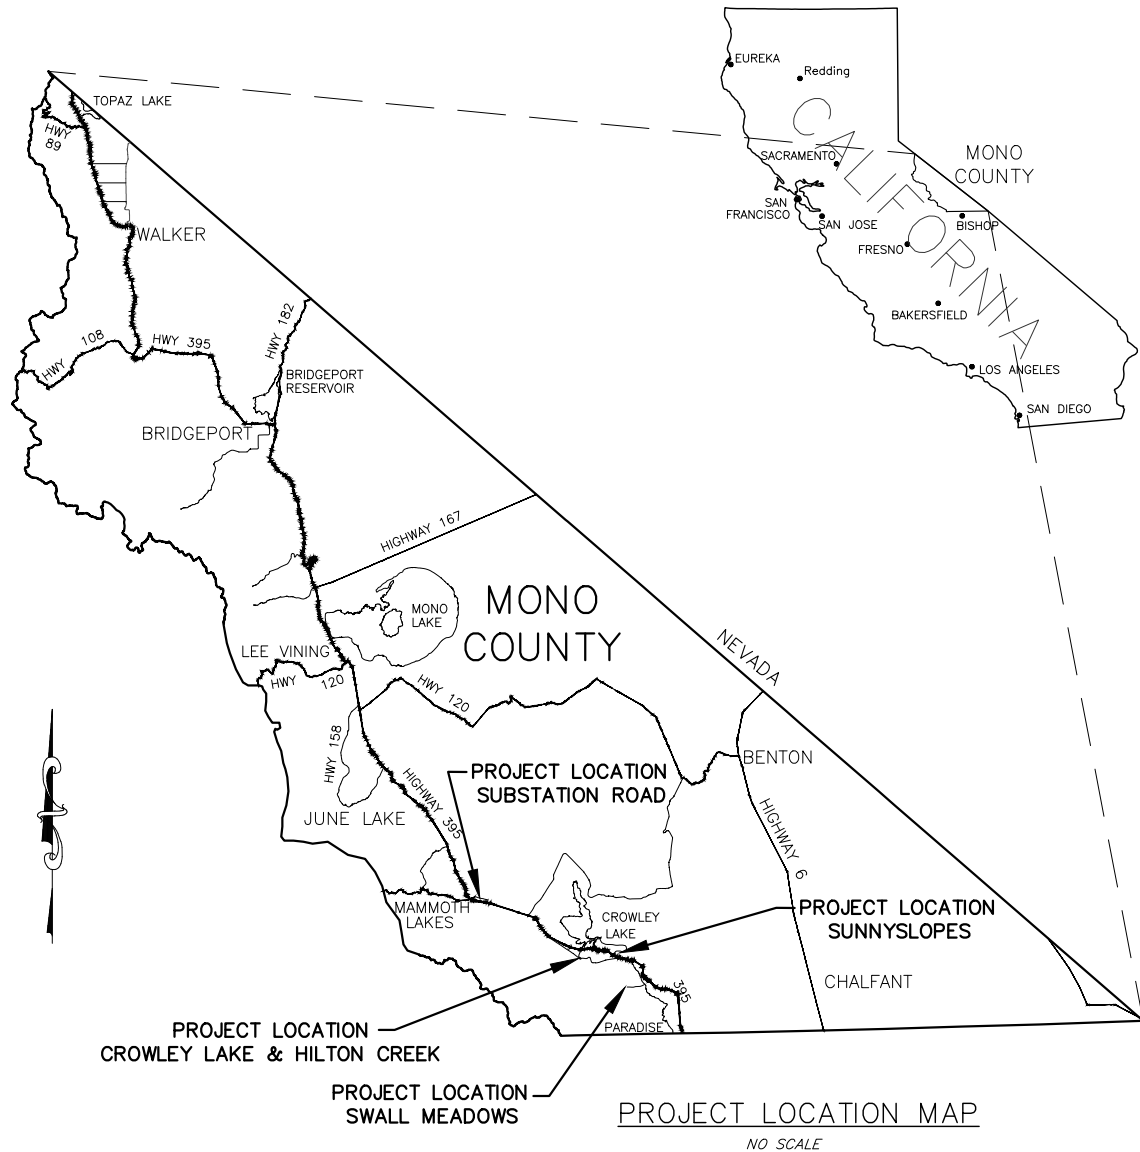 EUREKA
Redding
CALIFORNIA
SACRAMENTO
MONO
COUNTY
SAN
FRANCISCO
SAN JOSE
BISHOP
FRESNO
BAKERSFIELD
LOS ANGELES
SAN DIEGO
TOPAZ LAKE
HWY
89
WALKER
HWY 108
HWY 395
HWY 182
BRIDGEPORT
RESERVOIR
BRIDGEPORT
HIGHWAY 167
MONO
LAKE
MONO
COUNTY
LEE VINING
HWY 120
HWY 120
NEVADA
HWY 158
HIGHWAY 395
JUNE LAKE
BENTON
PROJECT LOCATION
SUBSTATION ROAD
HIGHWAY 6
MAMMOTH
LAKES
CROWLEY
LAKE
PROJECT LOCATION
SUNNYSLOPES
395
CHALFANT
PARADISE
PROJECT LOCATION
CROWLEY LAKE & HILTON CREEK
PROJECT LOCATION
SWALL MEADOWS
PROJECT LOCATION MAP
NO SCALE